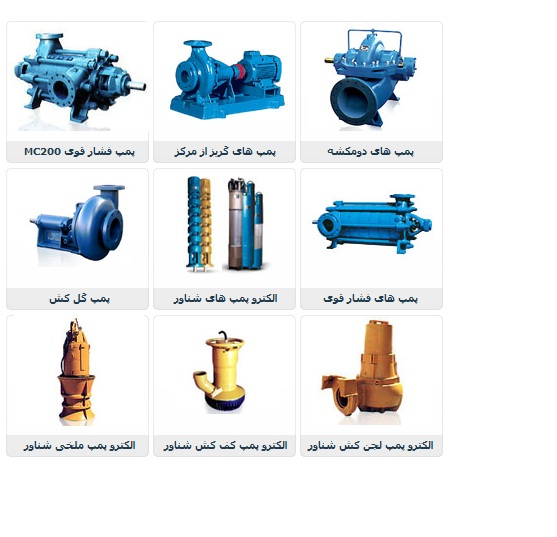 پمپ های دومکشه
پمپ های گریز از مرکز
پمپ فشار قوی MC200
پمپ های فشار قوی
الکترو پمپ های شناور
پمپ گل کش
الکترو پمپ لجن کش شناور
الکترو پمپ کف کش شناور
الکترو پمپ ملخی شناور